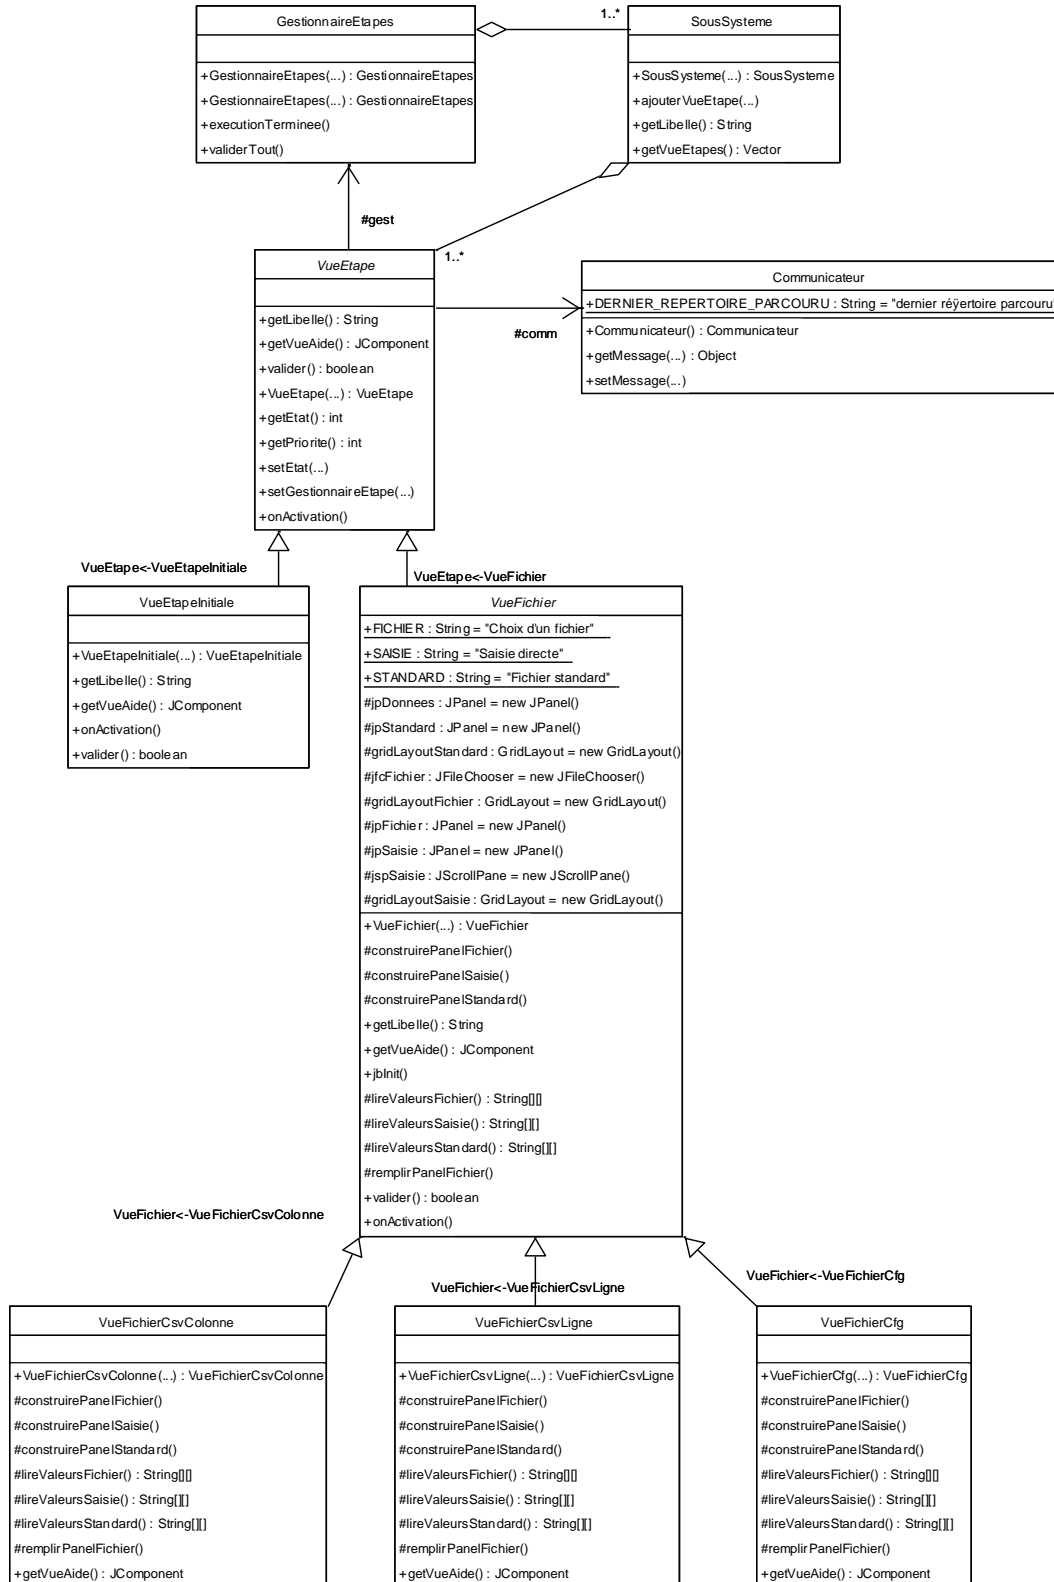 GestionnaireEtapes
+GestionnaireEtapes(...) : GestionnaireEtapes
+GestionnaireEtapes(...) : GestionnaireEtapes
+executionTerminee()
+validerTout()
1..*
SousSysteme
+SousSysteme(...) : SousSysteme
+ajouterVueEtape(...)
+getLibelle() : String
+getVueEtapes() : Vector
#gest
1..*
VueEtape
+getLibelle() : String
+getVueAide() : JComponent
+valider() : boolean
+VueEtape(...) : VueEtape
+getEtat() : int
+getPriorite() : int
+setEtat(...)
+setGestionnaireEtape(...)
+onActivation()
#comm
Communicateur
+DERNIER_REPERTOIRE_PARCOURU : String = "dernier réÿertoire parcouru"
+Communicateur() : Communicateur
+getMessage(...) : Object
+setMessage(...)
VueEtape<-VueEtapeInitiale
VueEtape<-VueFichier
VueEtapeInitiale
+VueEtapeInitiale(...) : VueEtapeInitiale
+getLibelle() : String
+getVueAide() : JComponent
+onActivation()
+valider() : boolean
VueFichier
+FICHIER : String = "Choix d'un fichier"
+SAISIE : String = "Saisie directe"
+STANDARD : String = "Fichier standard"
#jpDonnees : JPanel = new JPanel()
#jpStandard : JPanel = new JPanel()
#gridLayoutStandard : GridLayout = new GridLayout()
#jfcFichier : JFileChooser = new JFileChooser()
#gridLayoutFichier : GridLayout = new GridLayout()
#jpFichier : JPanel = new JPanel()
#jpSaisie : JPanel = new JPanel()
#jspSaisie : JScrollPane = new JScrollPane()
#gridLayoutSaisie : GridLayout = new GridLayout()
+VueFichier(...) : VueFichier
#construirePanelFichier()
#construirePanelSaisie()
#construirePanelStandard()
+getLibelle() : String
+getVueAide() : JComponent
+jbInit()
#lireValeursFichier() : String[][]
#lireValeursSaisie() : String[][]
#lireValeursStandard() : String[][]
#remplirPanelFichier()
+valider() : boolean
+onActivation()
VueFichier<-VueFichierCsvColonne
VueFichier<-VueFichierCsvLigne
VueFichier<-VueFichierCfg
VueFichierCsvColonne
+VueFichierCsvColonne(...) : VueFichierCsvColonne
#construirePanelFichier()
#construirePanelSaisie()
#construirePanelStandard()
#lireValeursFichier() : String[][]
#lireValeursSaisie() : String[][]
#lireValeursStandard() : String[][]
#remplirPanelFichier()
+getVueAide() : JComponent
VueFichierCsvLigne
+VueFichierCsvLigne(...) : VueFichierCsvLigne
#construirePanelFichier()
#construirePanelSaisie()
#construirePanelStandard()
#lireValeursFichier() : String[][]
#lireValeursSaisie() : String[][]
#lireValeursStandard() : String[][]
#remplirPanelFichier()
+getVueAide() : JComponent
VueFichierCfg
+VueFichierCfg(...) : VueFichierCfg
#construirePanelFichier()
#construirePanelSaisie()
#construirePanelStandard()
#lireValeursFichier() : String[][]
#lireValeursSaisie() : String[][]
#lireValeursStandard() : String[][]
#remplirPanelFichier()
+getVueAide() : JComponent